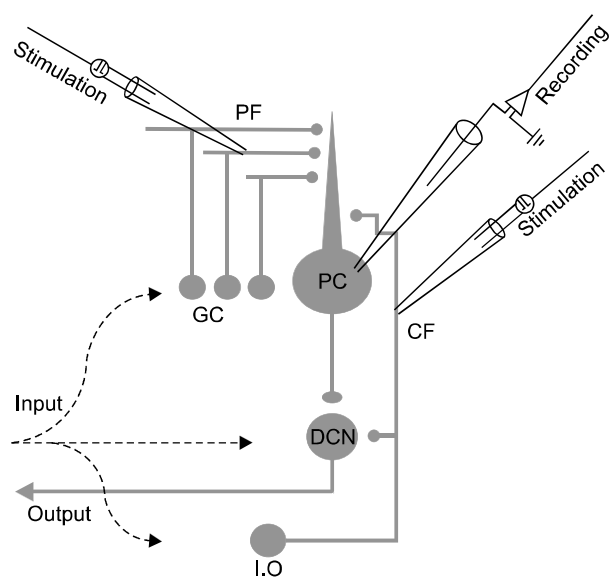 Stimulation
PF
Recording
Stimulation
PC
GC
CF
Input
DCN
Output
I.O